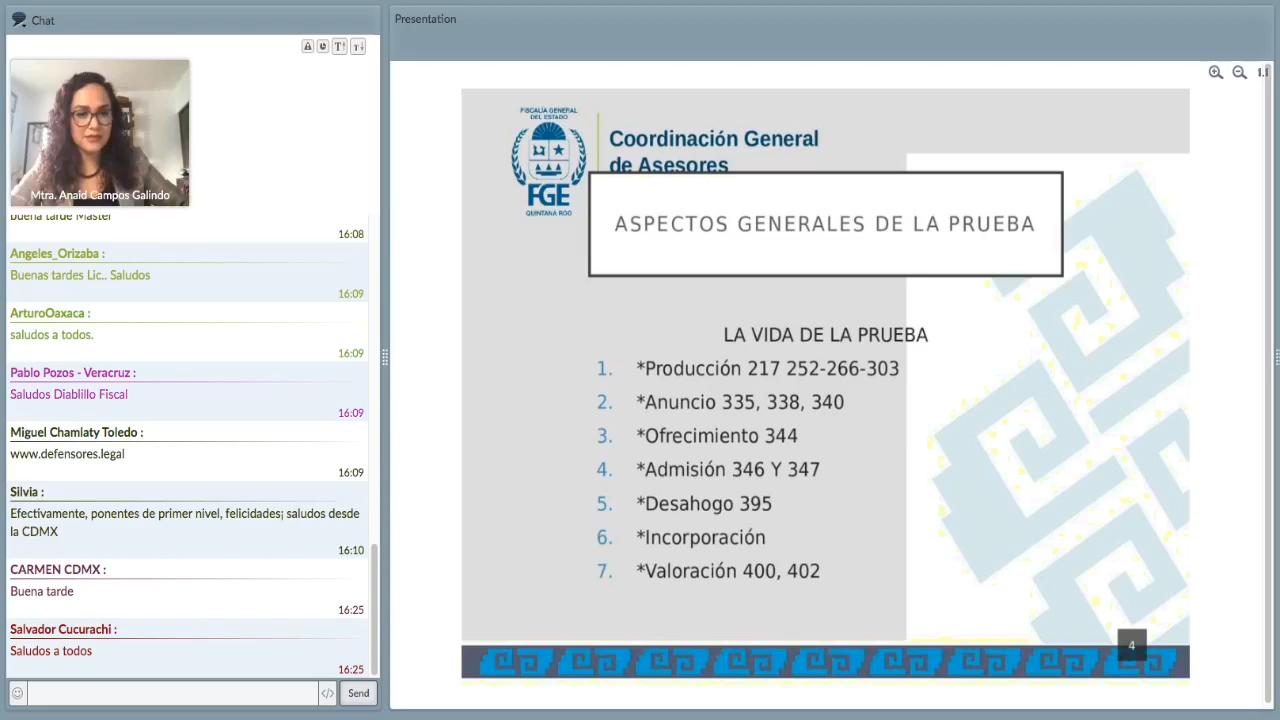 Chat
Mtra. Anaid Campos Galindo
Buena tarde Master
16:08
Angeles_Orizaba :
Buenas tardes Lic.. Saludos
16:09
ArturoOaxaca :
saludos a todos.
16:09
Pablo Pozos - Veracruz :
Saludos Diablillo Fiscal
16:09
Miguel Chamlaty Toledo :
www.defensores.legal
16:09
Silvia :
Efectivamente, ponentes de primer nivel, felicidades¡ saludos desde
la CDMX
16:10
CARMEN CDMX :
Buena tarde
16:25
Salvador Cucurachi :
Saludos a todos
16:25
Send
Presentation
FISCALÍA GENERAL
DEL ESTADO
FGE
QUINTANA ROO
Coordinación General
de Asesores
ASPECTOS GENERALES DE LA PRUEBA
LA VIDA DE LA PRUEBA
1. *Producción 217 252-266-303
2. *Anuncio 335, 338, 340
3. *Ofrecimiento 344
4. *Admisión 346 Y 347
5. *Desahogo 395
6. *Incorporación
7. *Valoración 400, 402
4